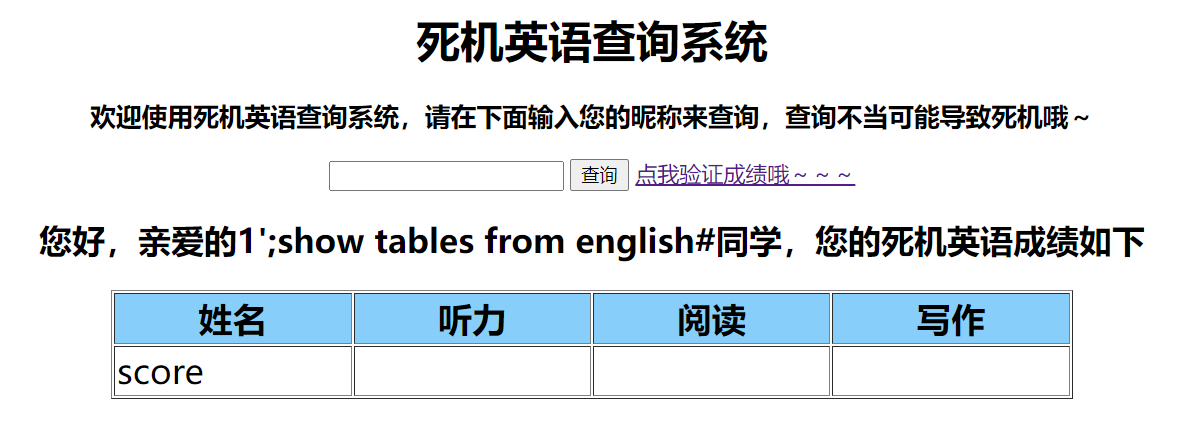 死机英语查询系统
欢迎使用死机英语查询系统，请在下面输入您的昵称来查询，查询不当可能导致死机哦～
查询 点我验证成绩哦～～～
您好，亲爱的1';show tables from english#同学，您的死机英语成绩如下
姓名 听力 阅读 写作
score